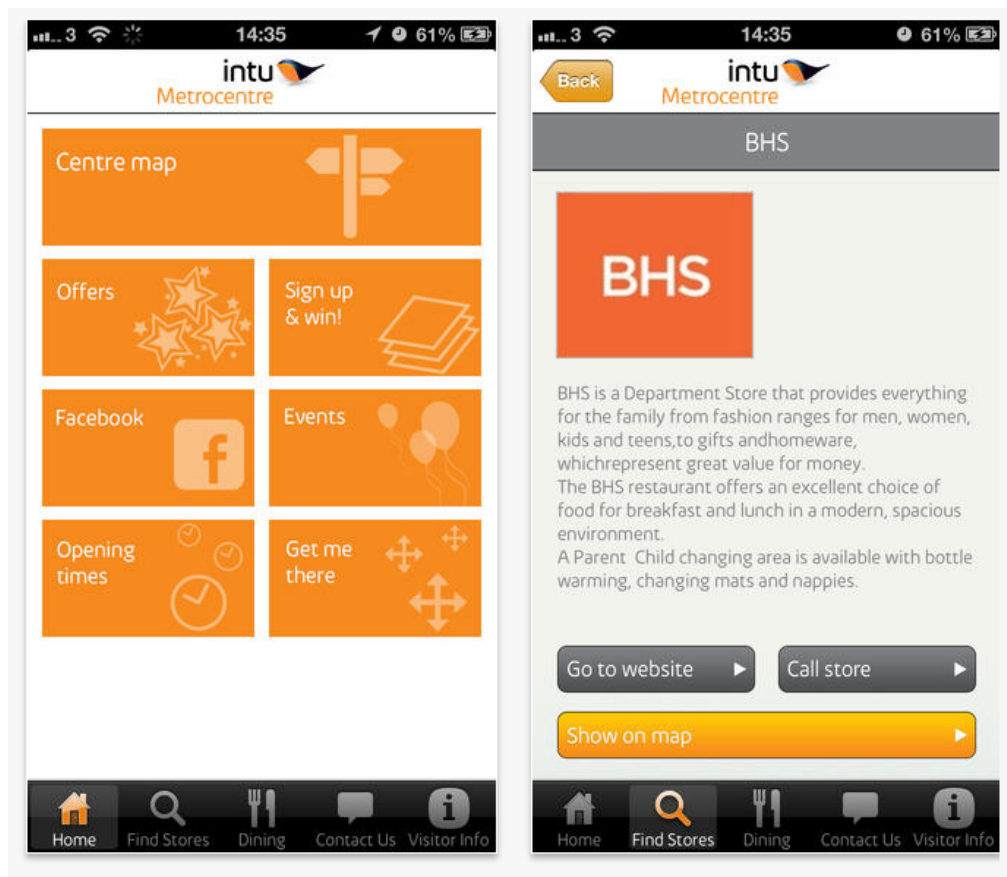 3 14:35 61%
intu
Metrocentre
Centre map
Offers
Sign up
& win!
Facebook
f
Events
Opening
times
Get me
there
Home Find Stores Dining Contact Us Visitor Info
3 14:35 61%
Back
intu
Metrocentre
BHS
BHS
BHS is a Department Store that provides everything
for the family from fashion ranges for men, women,
kids and teens,to gifts andhomeware,
whichrepresent great value for money.
The BHS restaurant offers an excellent choice of
food for breakfast and lunch in a modern, spacious
environment.
A Parent Child changing area is available with bottle
warming, changing mats and nappies.
Go to website
Call store
Show on map
Home Find Stores Dining Contact Us Visitor Info